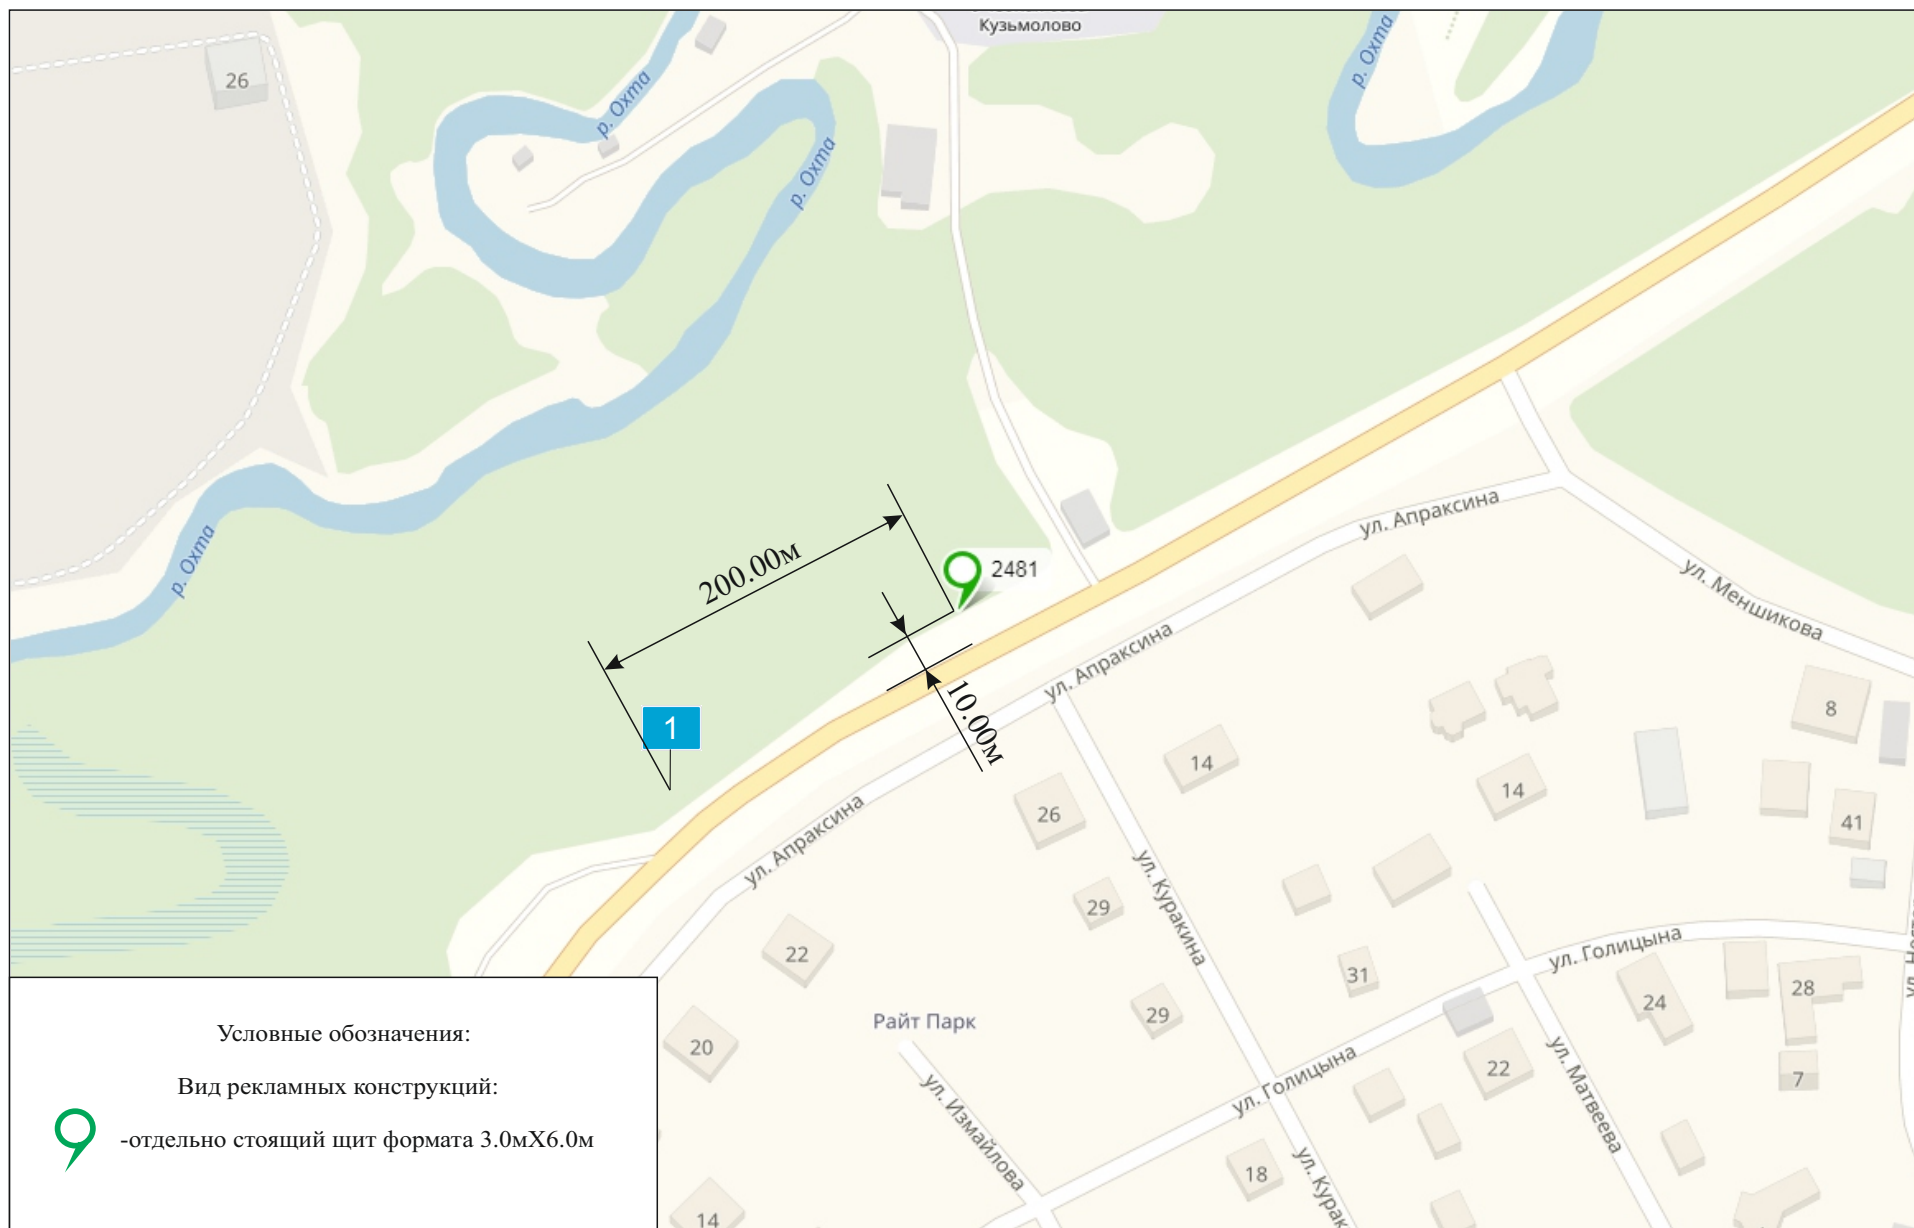 Кузьмолово
26
р. Охта
р. Охта
р. Охта
р. Охта
ул. Апраксина
200.00м
2481
ул. Меншикова
ул. Апраксина
10.00м
1
8
14
14
26
41
ул. Апраксина
ул. Куракина
29
22
ул. Голицына
31
28
24
Райт Парк
29
20
22
7
ул. Голицына
ул. Матвеева
ул. Измайлова
18
ул. Курак
14
Условные обозначения:
Вид рекламных конструкций:
-отдельно стоящий щит формата 3.0мХ6.0м